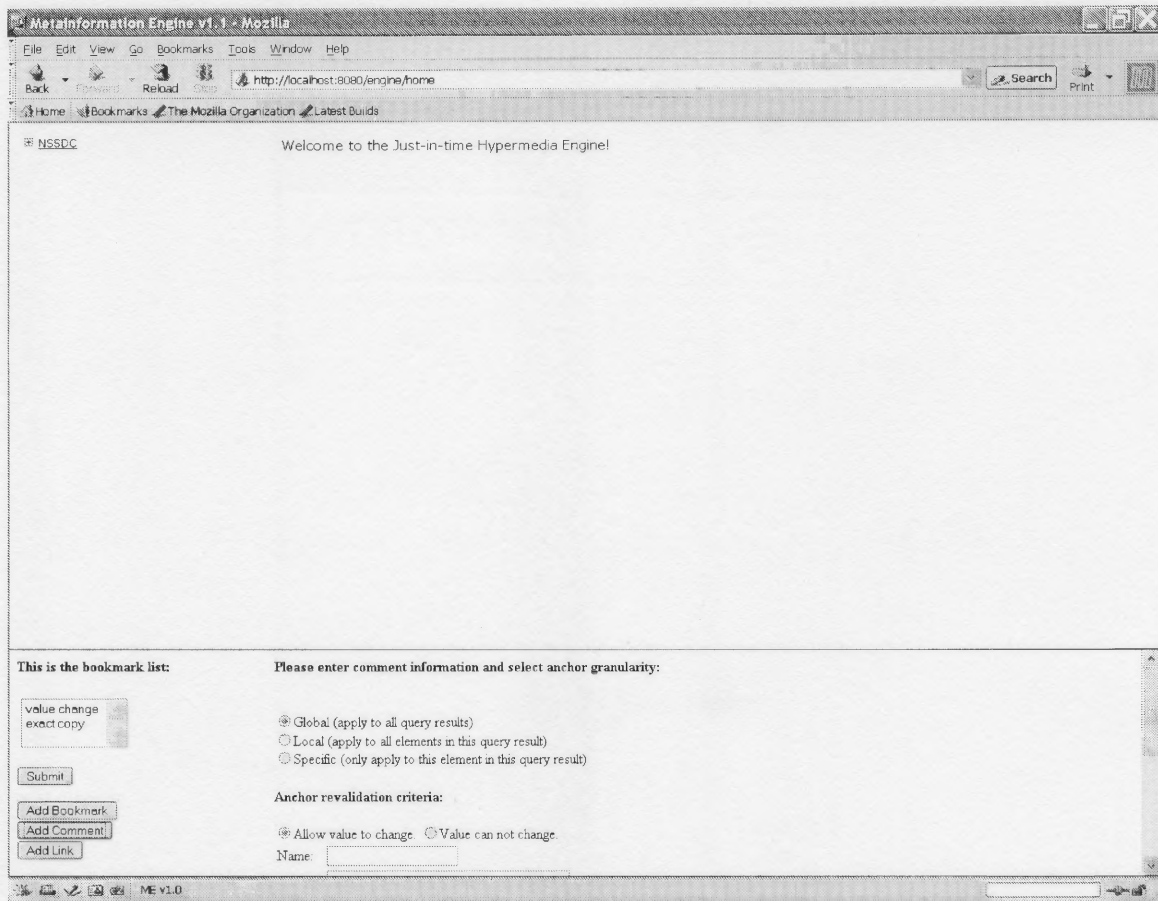 Metainformation Engine v1.1 - Mozilla
File Edit View Go Bookmarks Tools Window Help
Back Forward Reload Stop http://localhost:8080/engine/home Search Print
Home Bookmarks The Mozilla Organization Latest Builds
NSSDC
Welcome to the Just-in-time Hypermedia Engine!
This is the bookmark list:
value change
exact copy
Submit
Add Bookmark
Add Comment
Add Link
Please enter comment information and select anchor granularity:
Global (apply to all query results)
Local (apply to all elements in this query result)
Specific (only apply to this element in this query result)
Anchor revalidation criteria:
Allow value to change. Value can not change.
Name:
ME v1.0